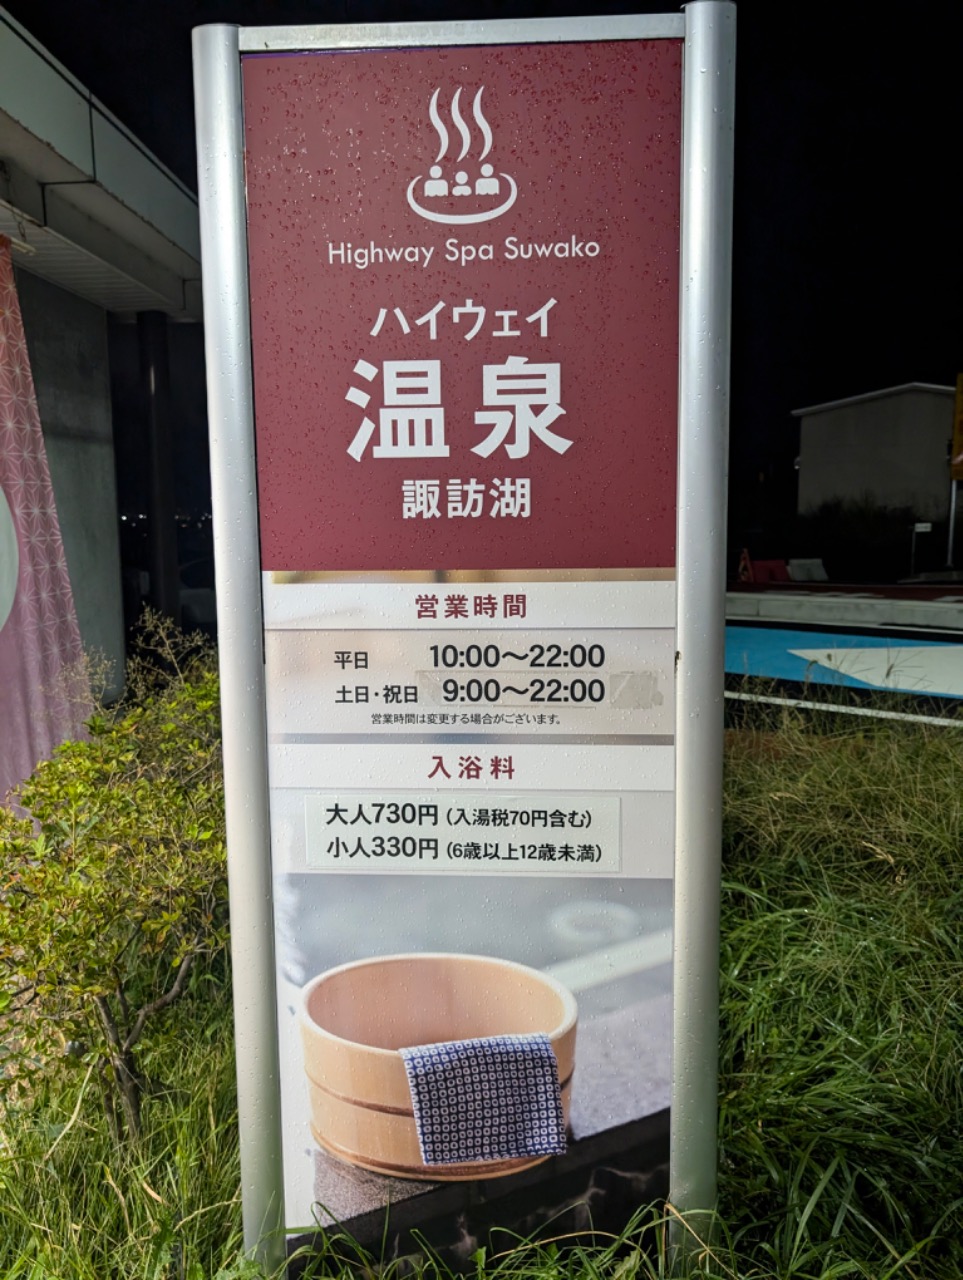 Highway Spa Suwako
ハイウェイ
温泉
諏訪湖
営業時間
平日 10:00〜22:00
土日・祝日 9:00〜22:00
営業時間は変更する場合がございます。
入浴料
大人730円（入湯税70円含む）
小人330円（6歳以上12歳未満）